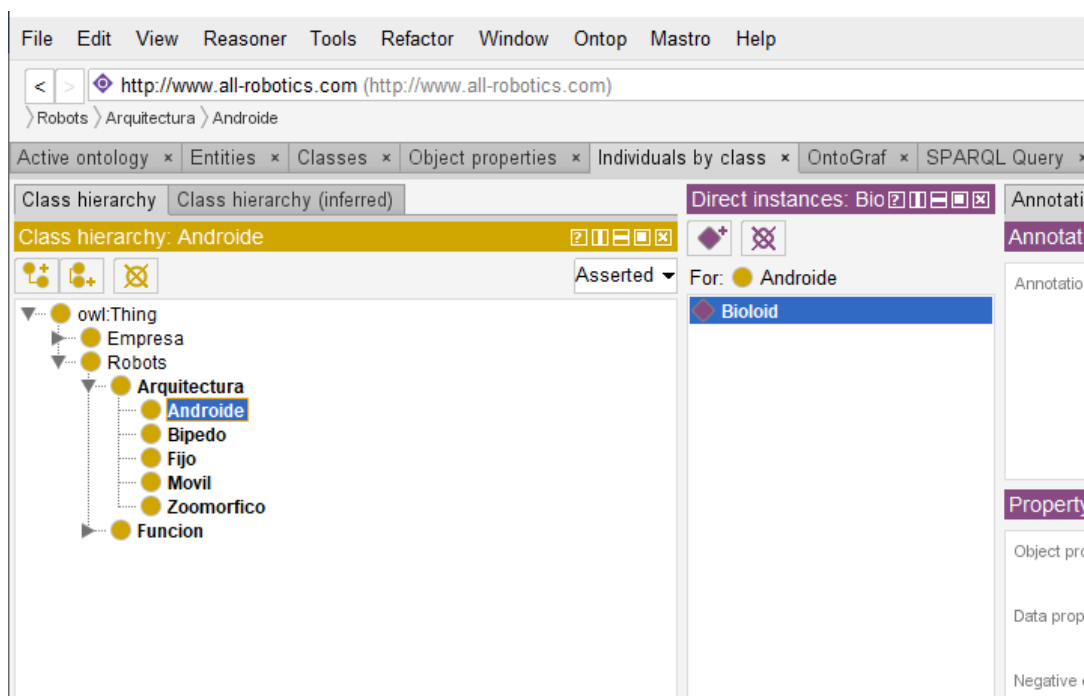 File Edit View Reasoner Tools Refactor Window Ontop Mastro Help
< > http://www.all-robotics.com (http://www.all-robotics.com)
Robots Arquitectura Androide
Active ontology × Entities × Classes × Object properties × Individuals by class × OntoGraf × SPARQL Query ×
Class hierarchy Class hierarchy (inferred)
Class hierarchy: Androide
Asserted
owl:Thing
Empresa
Robots
Arquitectura
Androide
Bipedo
Fijo
Movil
Zoomorfico
Funcion
Direct instances: Bio
For: Androide
Bioloid
Annotati
Annotat
Annotatio
Property
Object pro
Data prop
Negative